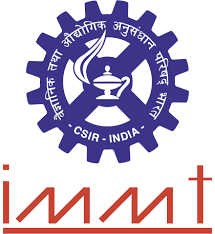 वैज्ञानिक तथा औद्योगिक अनुसंधान परिषद् भारत
- CSIR - INDIA -
immt